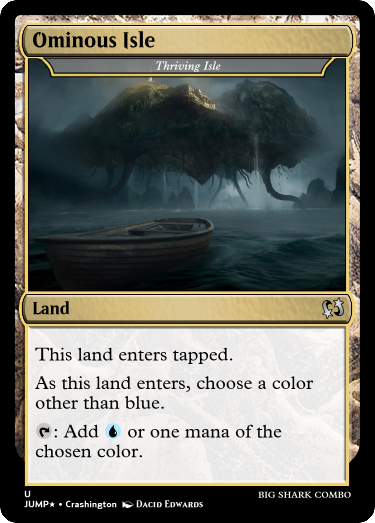 Ominous Isle
Thriving Isle
Land
This land enters tapped.
As this land enters, choose a color
other than blue.
: Add or one mana of the
chosen color.
U
JUMP★ • Crashington Dacid Edwards
BIG SHARK COMBO